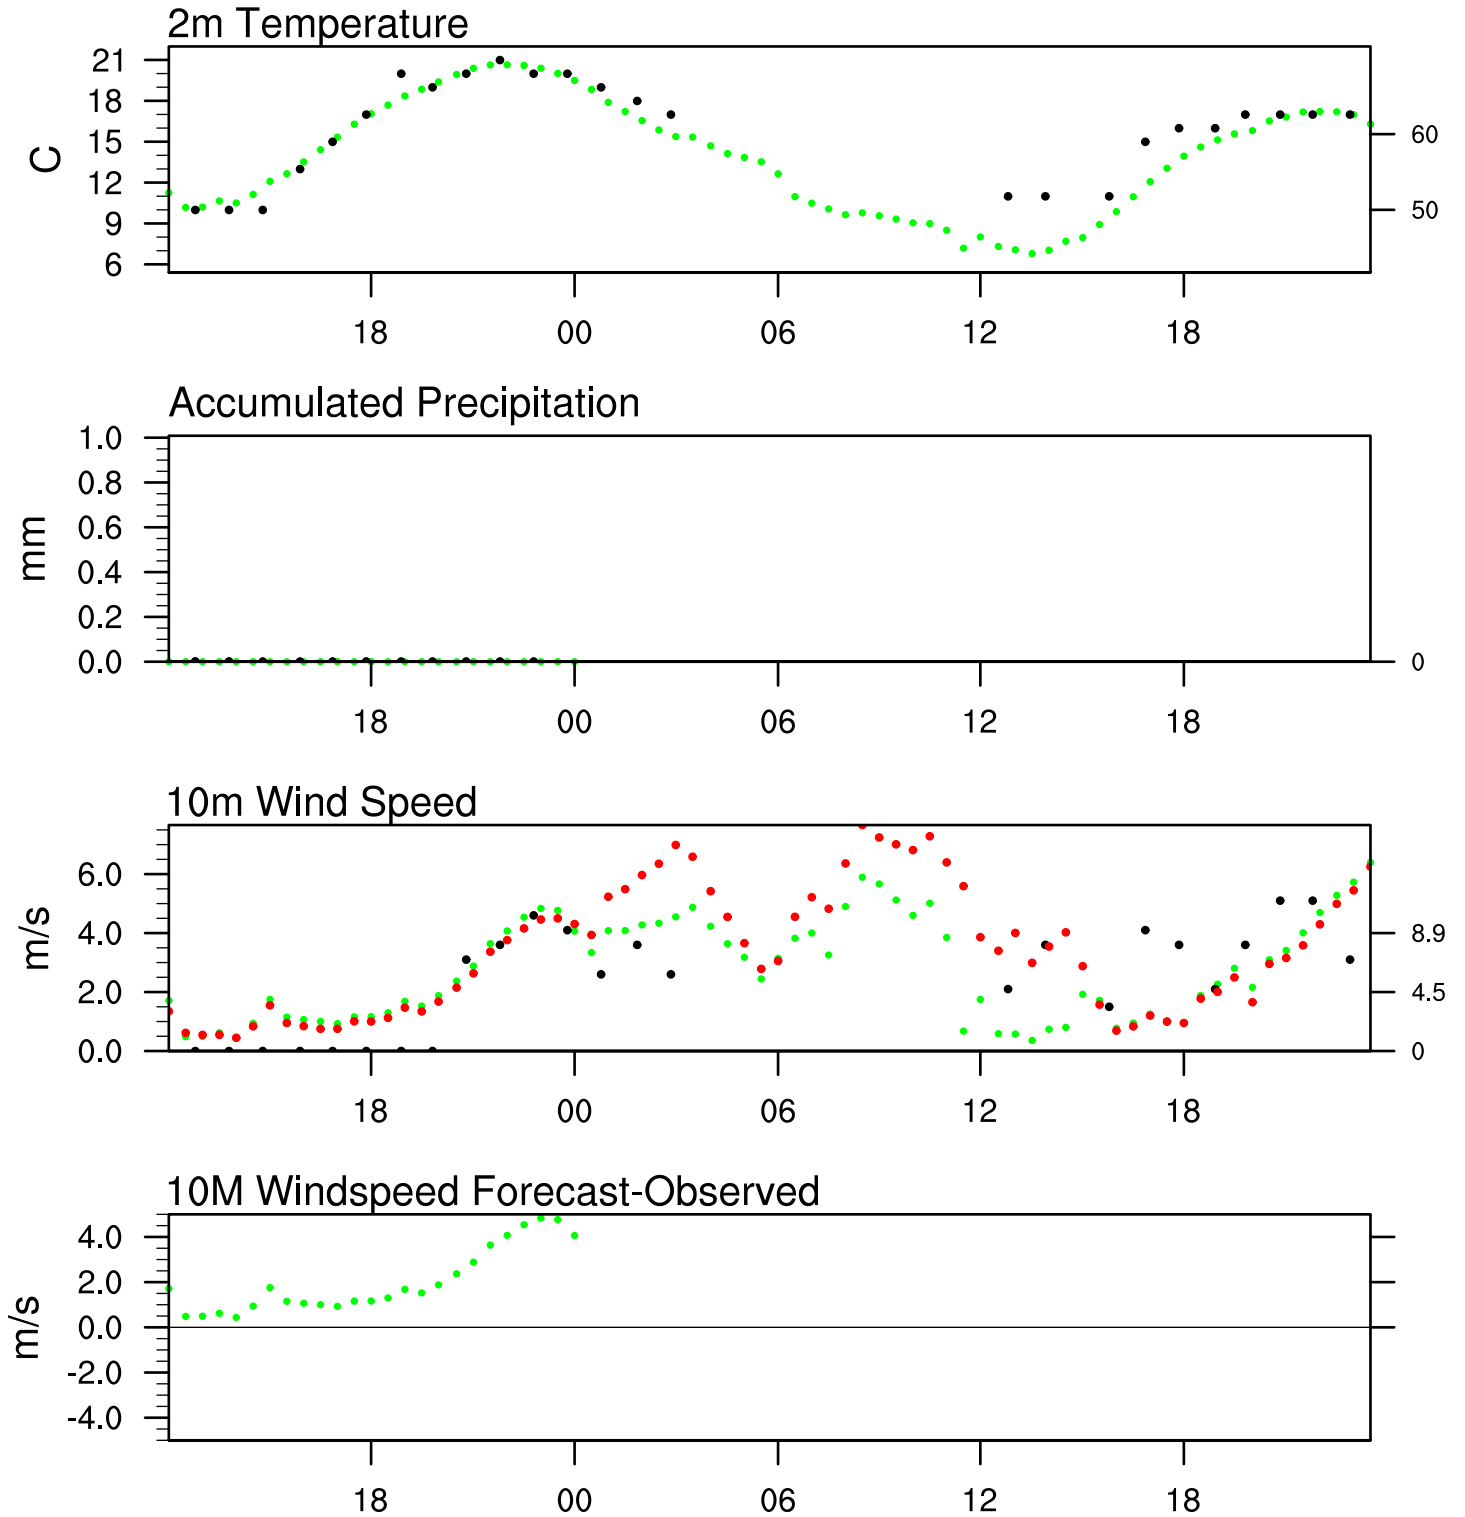 2m Temperature
21
18
15
12
9
6
C
60
50
18 00 06 12 18
Accumulated Precipitation
1.0
0.8
0.6
0.4
0.2
0.0
mm
0
18 00 06 12 18
10m Wind Speed
6.0
4.0
2.0
0.0
m/s
8.9
4.5
0
18 00 06 12 18
10M Windspeed Forecast-Observed
4.0
2.0
0.0
-2.0
-4.0
m/s
18 00 06 12 18